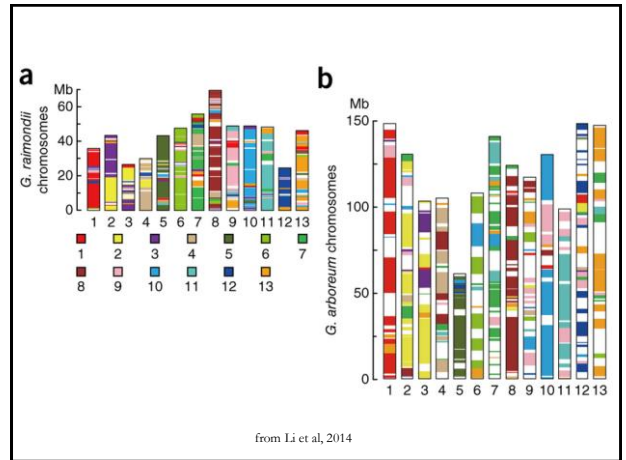 a
Mb
60
40
20
0
G. raimondii
chromosomes
1 2 3 4 5 6 7 8 9 10 11 12 13
1 2 3 4 5 6 7
8 9 10 11 12 13
b
Mb
150
100
50
0
G. arboreum chromosomes
1 2 3 4 5 6 7 8 9 10 11 12 13
from Li et al, 2014